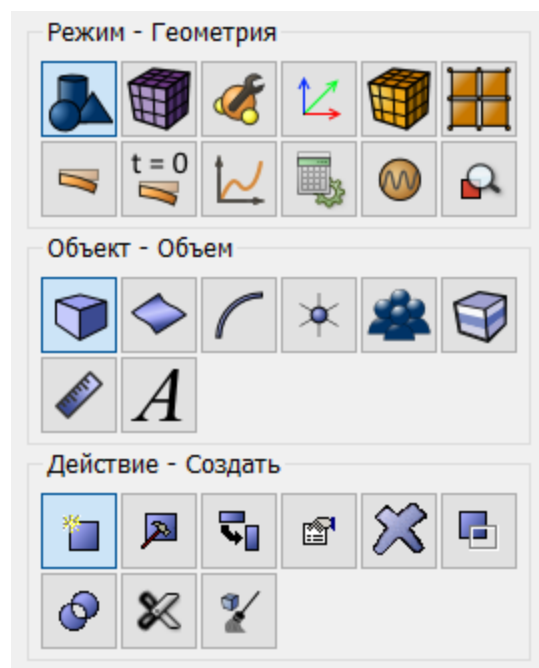 Режим - Геометрия
t = 0
Объект - Объем
A
Действие - Создать